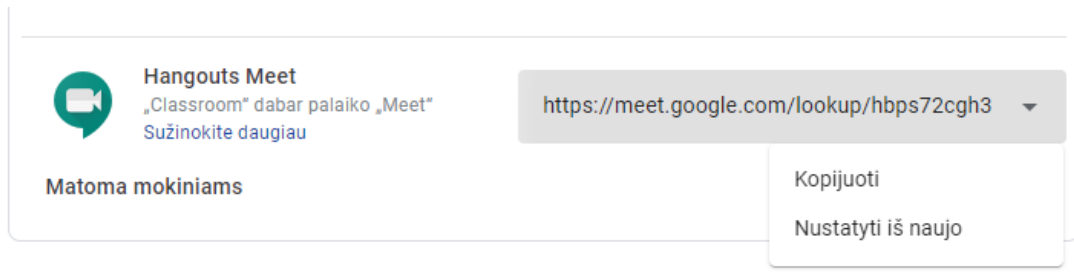 Hangouts Meet
„Classroom" dabar palaiko „Meet"
Sužinokite daugiau
https://meet.google.com/lookup/hbps72cgh3
Matoma mokiniams
Kopijuoti
Nustatyti iš naujo